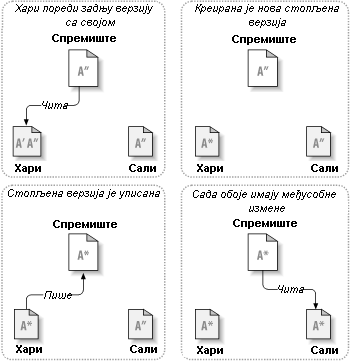 Хари пореди задњу верзију
са својом
Спремиште
A"
Чита
A' A"
A"
Хари
Сали
Креирана је нова стопљена
верзија
Спремиште
A"
A*
A"
Хари
Сали
Стопљена верзија је уписана
Спремиште
A*
Пише
A*
A"
Хари
Сали
Сада обоје имају међусобне
измене
Спремиште
A*
Чита
A*
A*
Хари
Сали